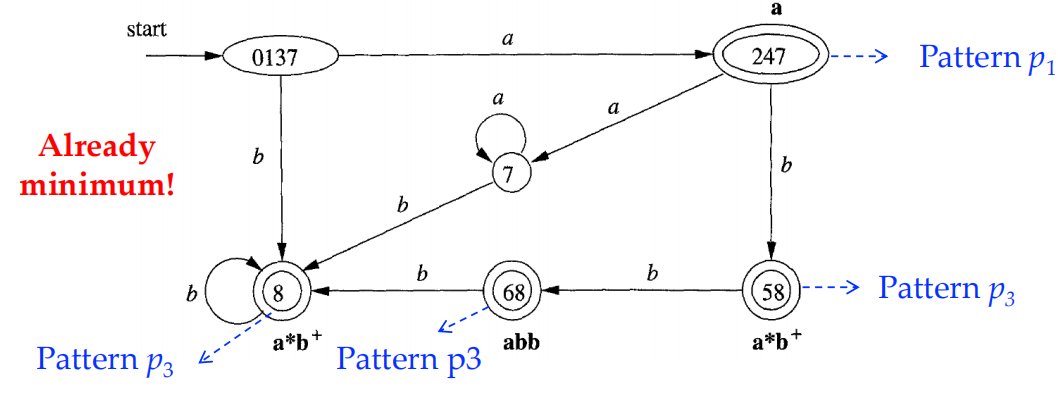 a
start
a
0137
247
Pattern p₁
a
a
Already
minimum!
b
b
7
b
b
b
b
8
68
58
Pattern p₃
a*b⁺
abb
a*b⁺
Pattern p₃
Pattern p3